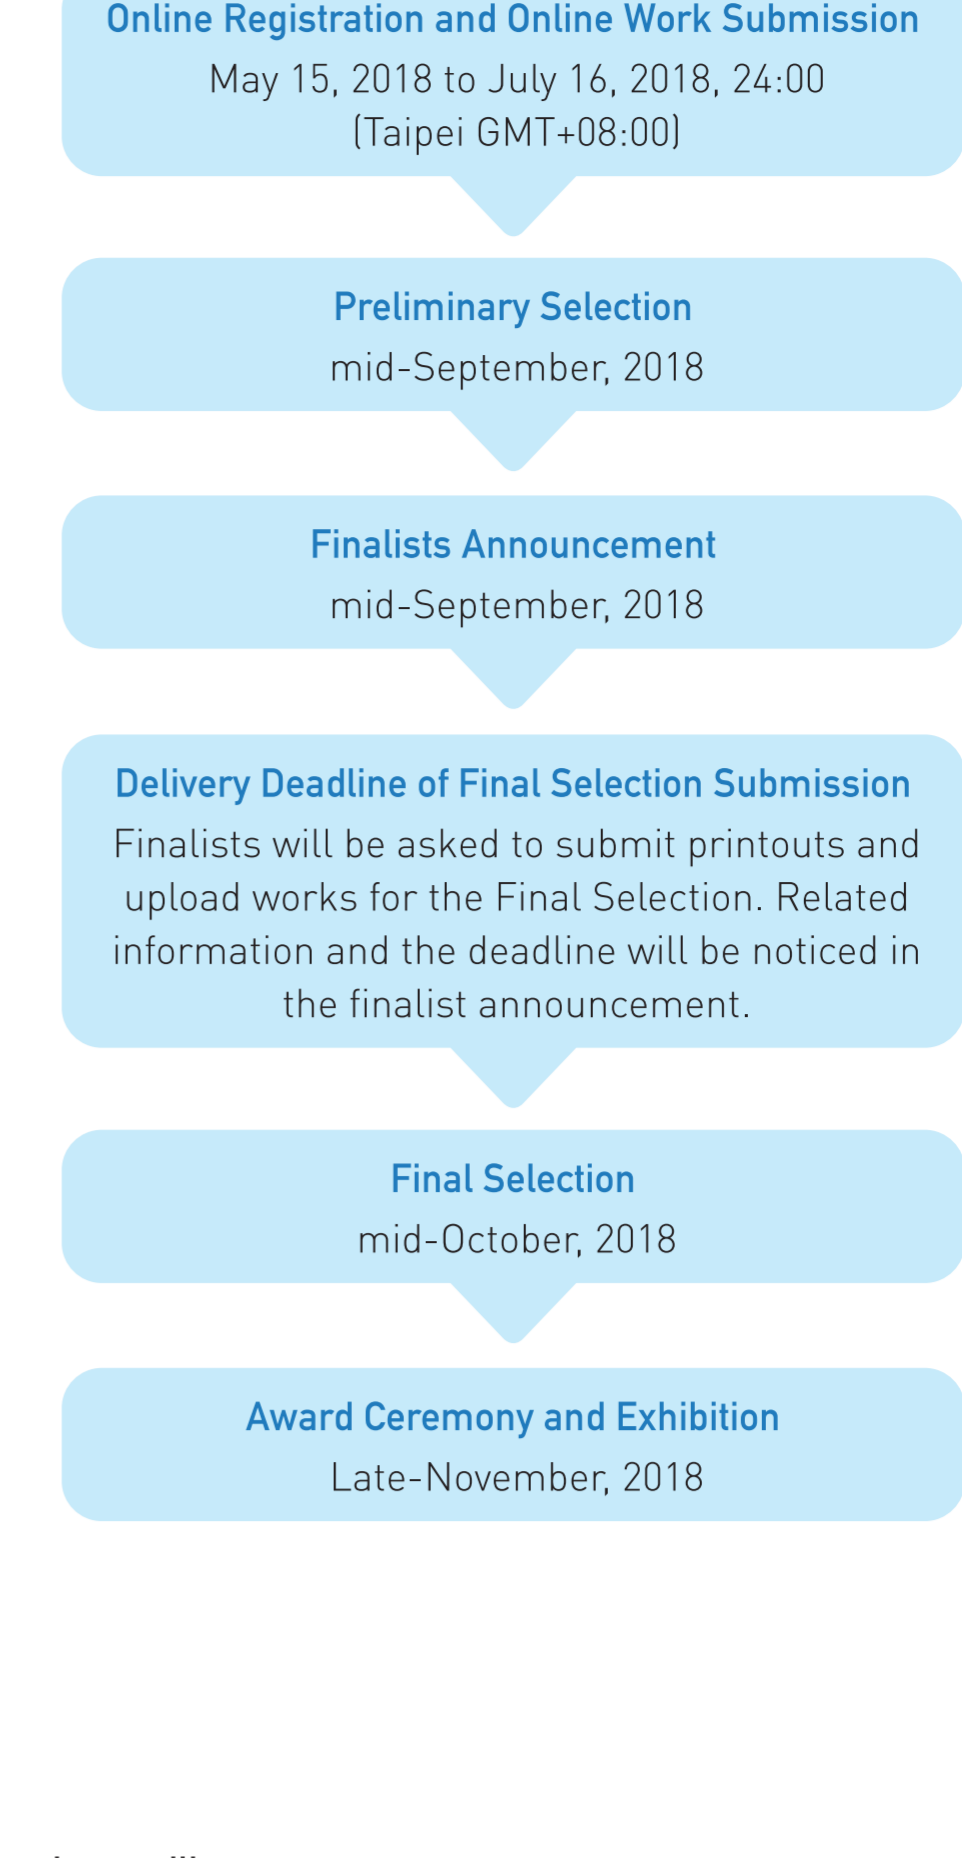 Online Registration and Online Work Submission
May 15, 2018 to July 16, 2018, 24:00
(Taipei GMT+08:00)
Preliminary Selection
mid-September, 2018
Finalists Announcement
mid-September, 2018
Delivery Deadline of Final Selection Submission
Finalists will be asked to submit printouts and
upload works for the Final Selection. Related
information and the deadline will be noticed in
the finalist announcement.
Final Selection
mid-October, 2018
Award Ceremony and Exhibition
Late-November, 2018